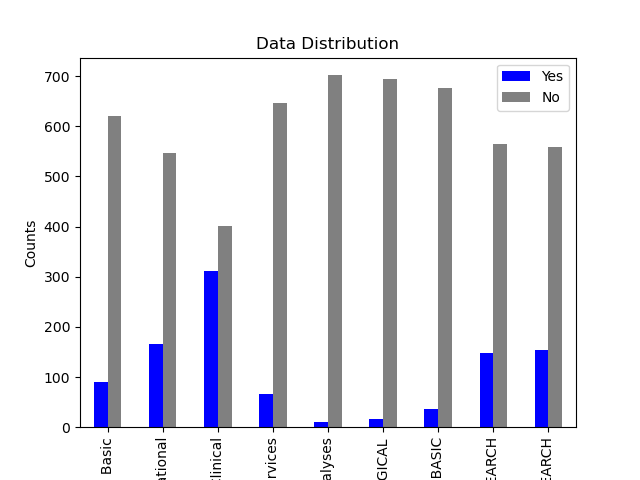 Data Distribution
Yes
No
Counts
700
600
500
400
300
200
100
0
Basic
ational
linical
rvices
alyses
GICAL
BASIC
EARCH
EARCH